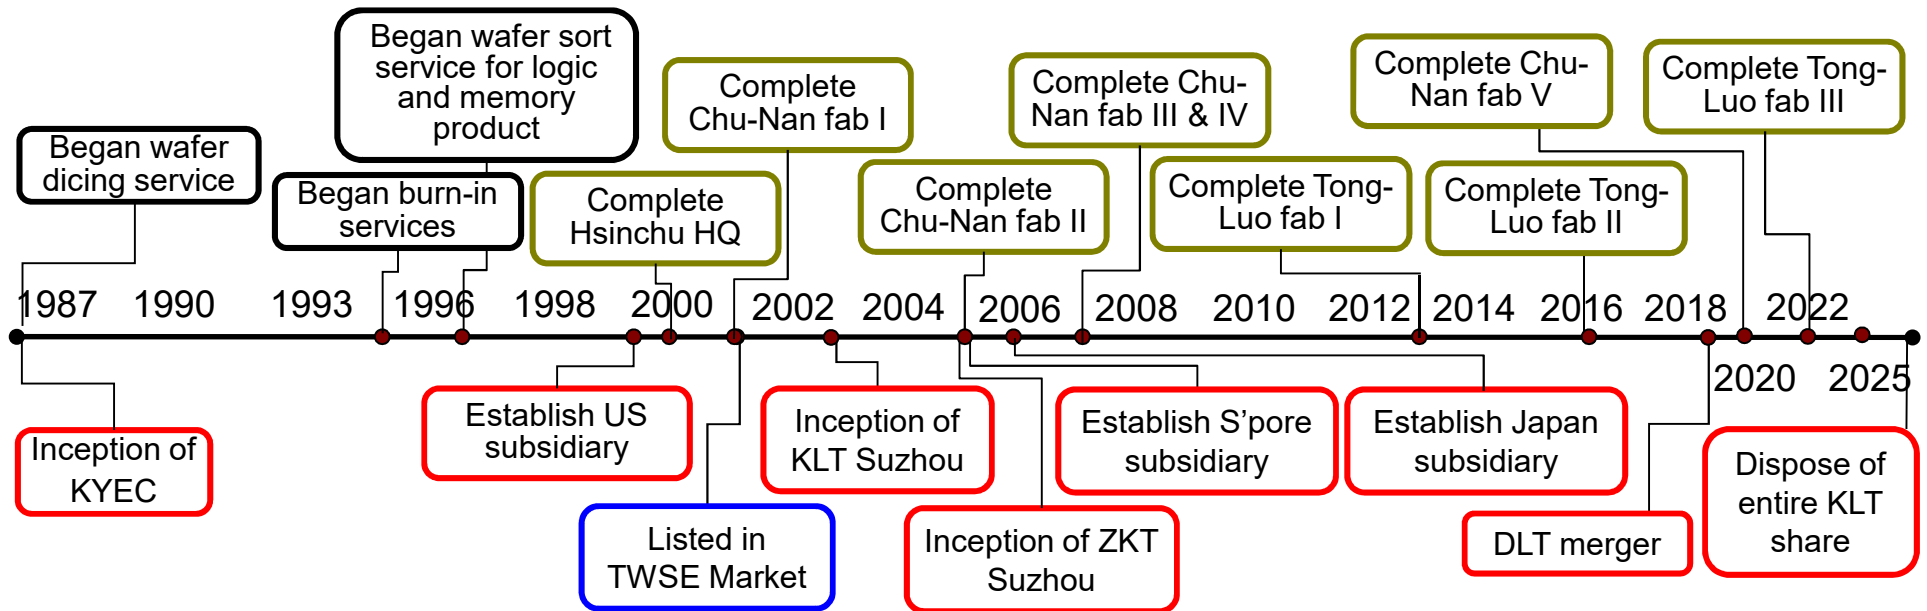 Began wafer
dicing service
Began wafer sort
service for logic
and memory
product
Began burn-in
services
Complete
Hsinchu HQ
Complete
Chu-Nan fab I
Complete
Chu-Nan fab II
Complete Chu-
Nan fab III & IV
Complete Tong-
Luo fab I
Complete Chu-
Nan fab V
Complete Tong-
Luo fab II
Complete Tong-
Luo fab III
1987
1990
1993
1996
1998
2000
2002
2004
2006
2008
2010
2012
2014
2016
2018
2020
2022
2025
Inception of
KYEC
Establish US
subsidiary
Listed in
TWSE Market
Inception of
KLT Suzhou
Inception of ZKT
Suzhou
Establish S’pore
subsidiary
Establish Japan
subsidiary
DLT merger
Dispose of
entire KLT
share